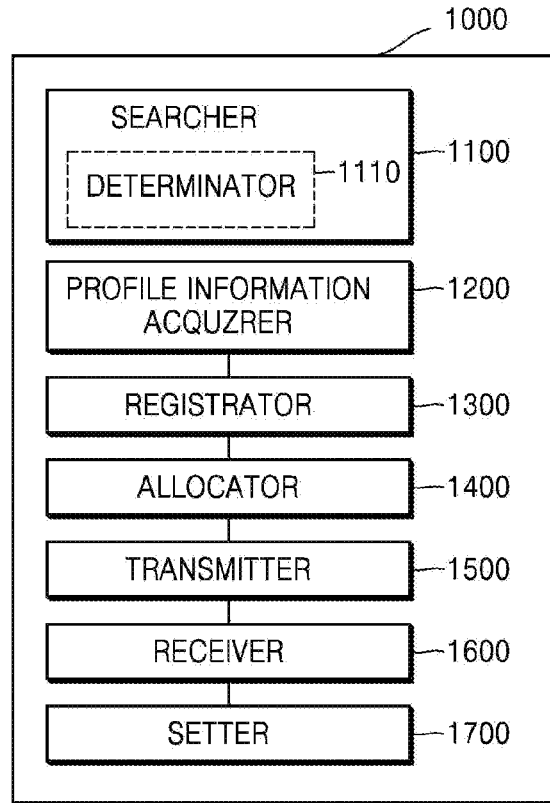 1000
SEARCHER
1100
DETERMINATOR
1110
PROFILE INFORMATION
ACQUZRER
1200
REGISTRATOR
1300
ALLOCATOR
1400
TRANSMITTER
1500
RECEIVER
1600
SETTER
1700